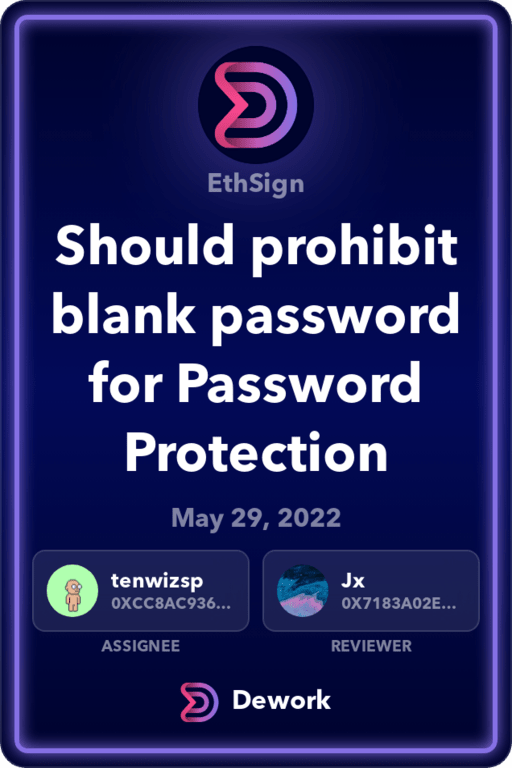 EthSign
Should prohibit
blank password
for Password
Protection
May 29, 2022
tenwizsp
0XCC8AC936...
ASSIGNEE
Jx
0X7183A02E...
REVIEWER
Dework